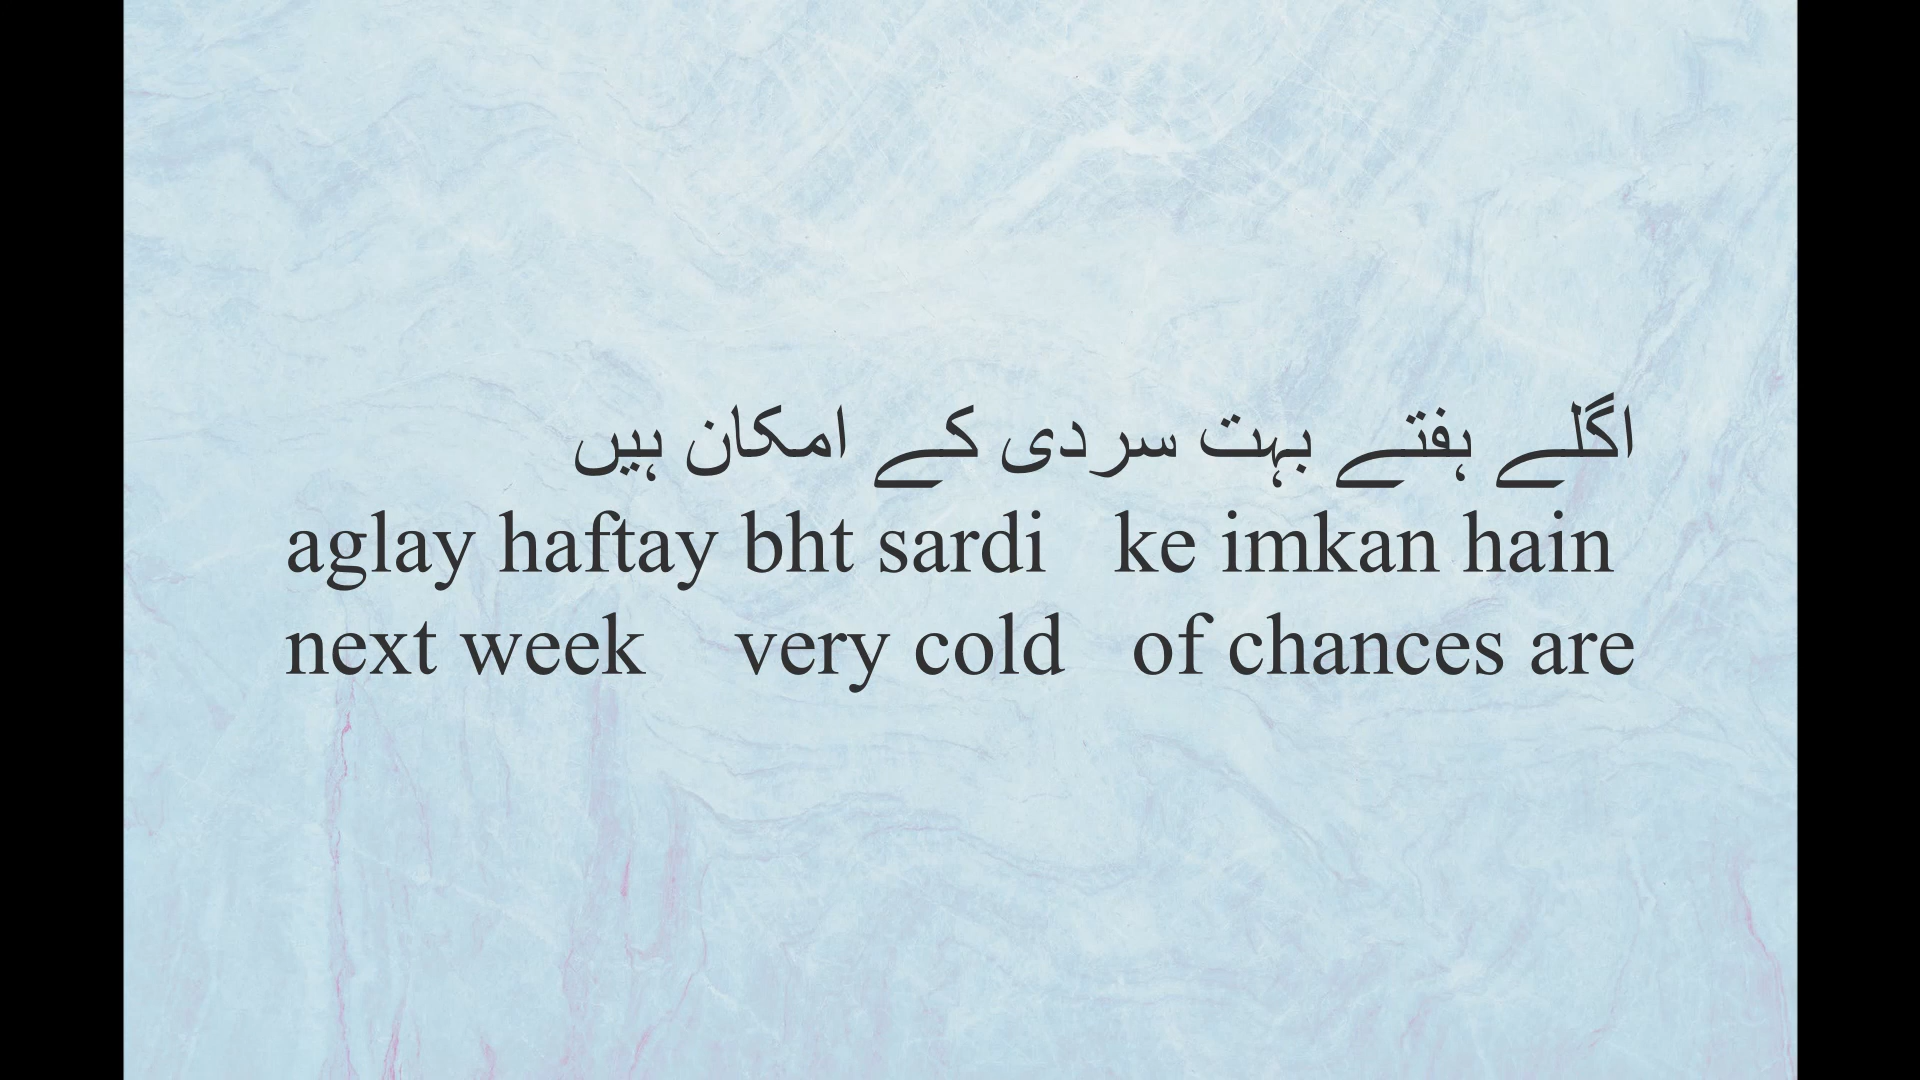 اگلے ہفتے بہت سردی کے امکان ہیں
aglay haftay bht sardi ke imkan hain
next week very cold of chances are